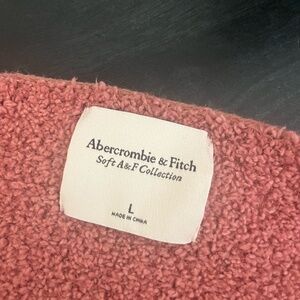 Abercrombie & Fitch
Soft A&F Collection
L
MADE IN CHINA